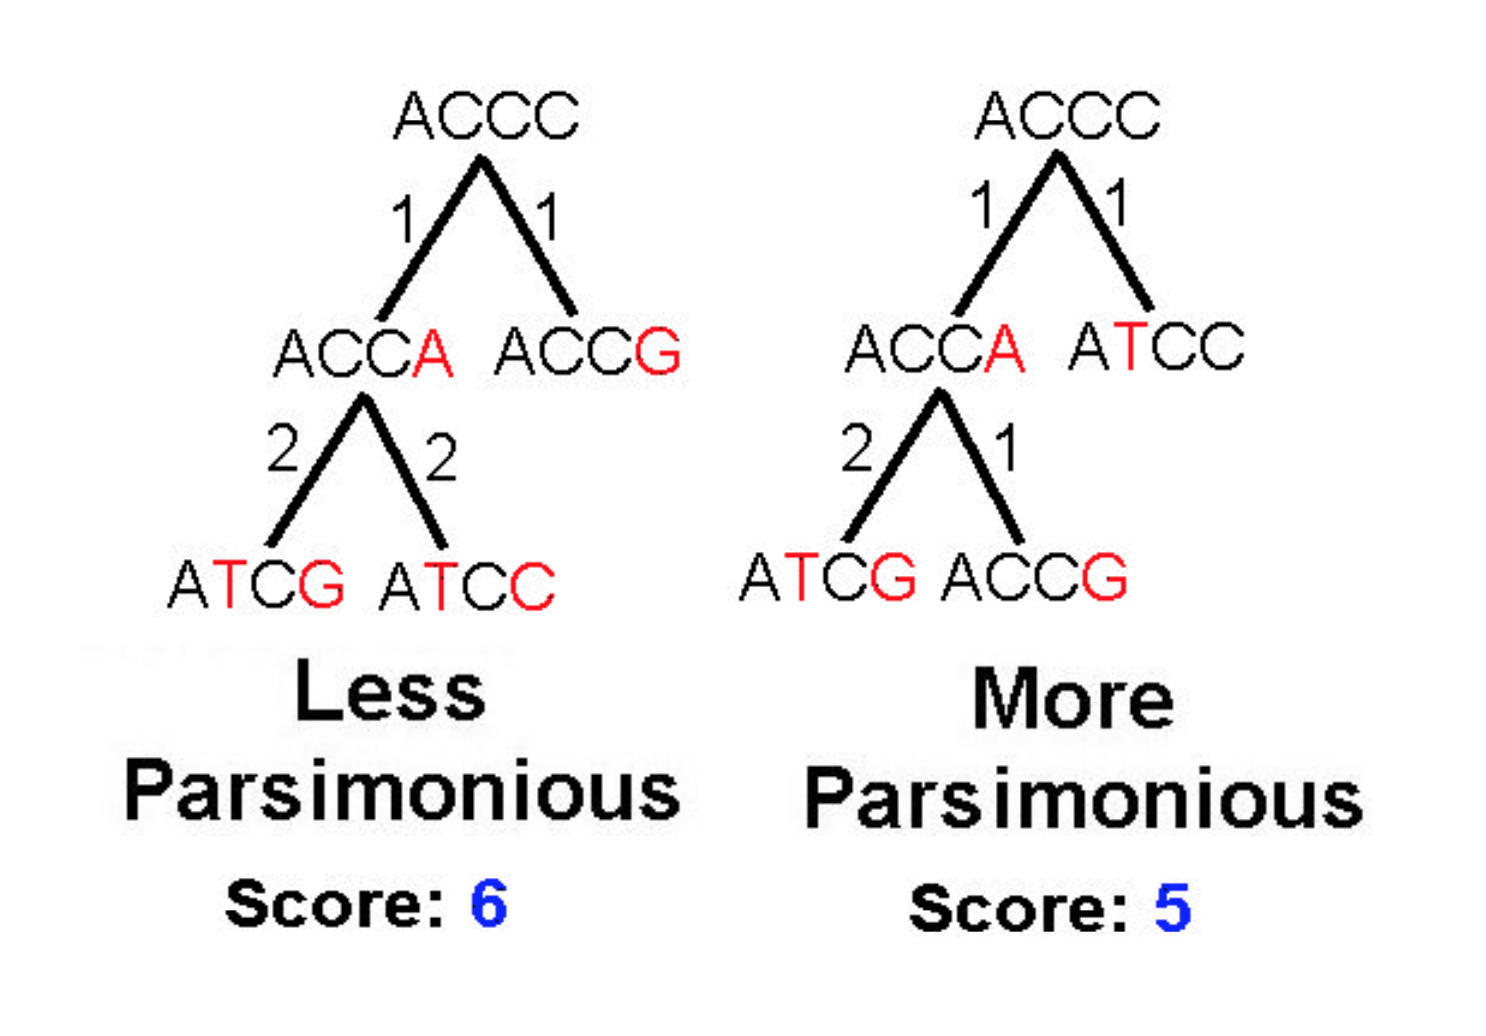 ACCC
1 1
ACCA ACCG
2 2
ATCG ATCC
Less
Parsimonious
Score: 6
ACCC
1 1
ACCA ATCC
2 1
ATCG ACCG
More
Parsimonious
Score: 5